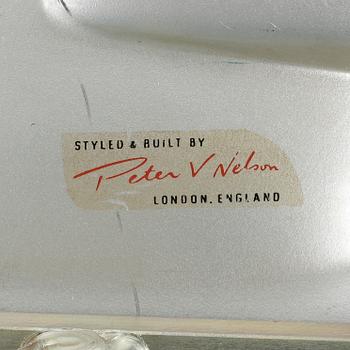 STYLED & BUILT BY
Peter V Nelson
LONDON. ENGLAND